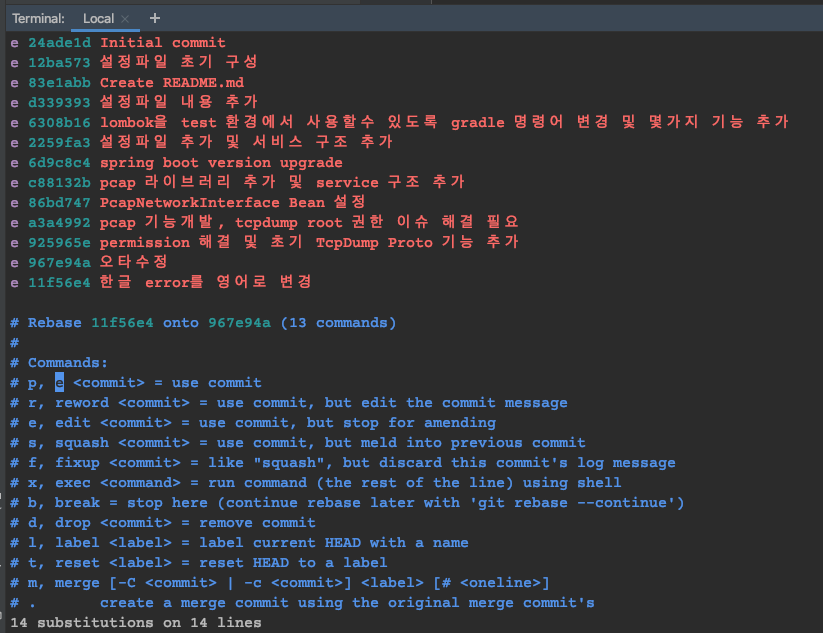 Terminal: Local × +
e 24ade1d Initial commit
e 12ba573 설정파일 초기 구성
e 83e1abb Create README.md
e d339393 설정파일 내용 추가
e 6308b16 lombok을 test 환경에서 사용할수 있도록 gradle 명령어 변경 및 몇가지 기능 추가
e 2259fa3 설정파일 추가 및 서비스 구조 추가
e 6d9c8c4 spring boot version upgrade
e c88132b pcap 라이브러리 추가 및 service 구조 추가
e 86bd747 PcapNetworkInterface Bean 설정
e a3a4992 pcap 기능개발, tcpdump root 권한 이슈 해결 필요
e 925965e permission 해결 및 초기 TcpDump Proto 기능 추가
e 967e94a 오타수정
e 11f56e4 한글 error를 영어로 변경
# Rebase 11f56e4 onto 967e94a (13 commands)
#
# Commands:
# p, e <commit> = use commit
# r, reword <commit> = use commit, but edit the commit message
# e, edit <commit> = use commit, but stop for amending
# s, squash <commit> = use commit, but meld into previous commit
# f, fixup <commit> = like "squash", but discard this commit's log message
# x, exec <command> = run command (the rest of the line) using shell
# b, break = stop here (continue rebase later with 'git rebase --continue')
# d, drop <commit> = remove commit
# l, label <label> = label current HEAD with a name
# t, reset <label> = reset HEAD to a label
# m, merge [-C <commit> | -c <commit>] <label> [# <oneline>]
# . create a merge commit using the original merge commit's
14 substitutions on 14 lines